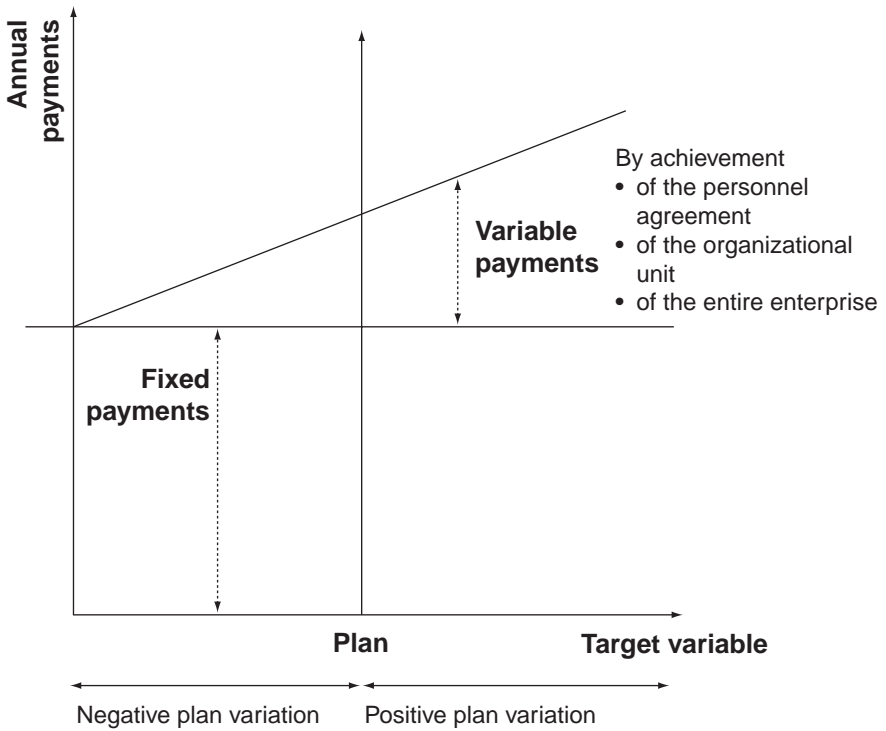 Annual
payments
By achievement
• of the personnel
agreement
• of the organizational
unit
• of the entire enterprise
Variable
payments
Fixed
payments
Plan
Target variable
Negative plan variation
Positive plan variation